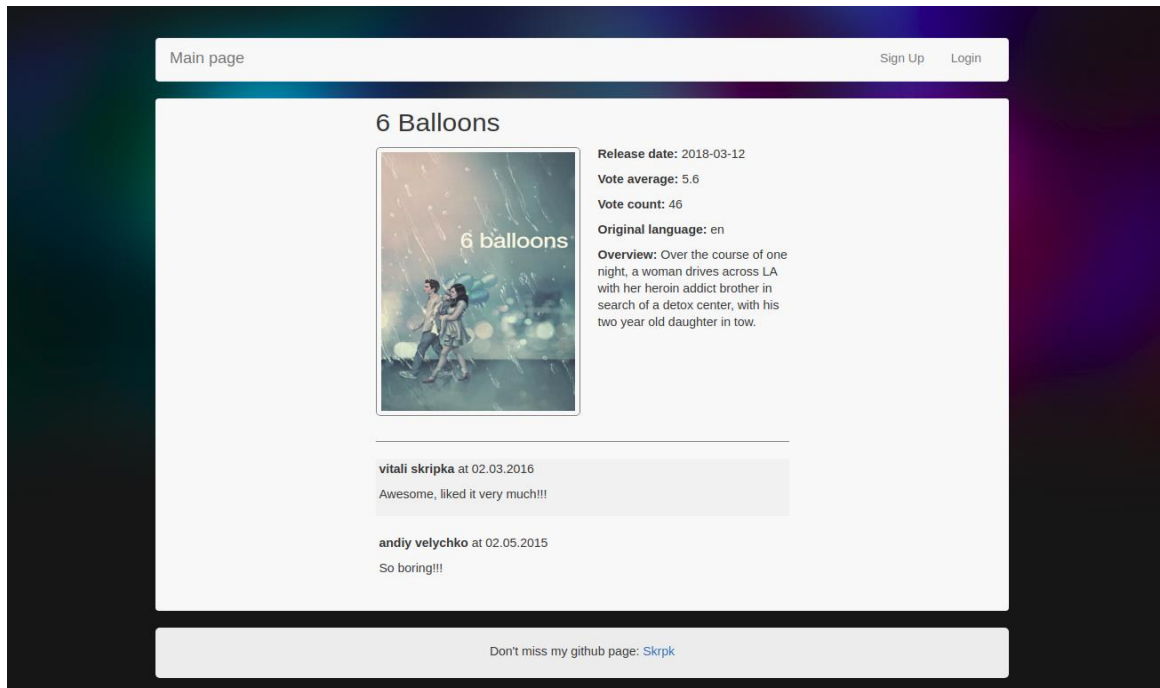 Main page
Sign Up
Login
6 Balloons
6 balloons
Release date: 2018-03-12
Vote average: 5.6
Vote count: 46
Original language: en
Overview: Over the course of one
night, a woman drives across LA
with her heroin addict brother in
search of a detox center, with his
two year old daughter in tow.
vitali skripka at 02.03.2016
Awesome, liked it very much!!!
andiy velychko at 02.05.2015
So boring!!!
Don't miss my github page: Skrpk